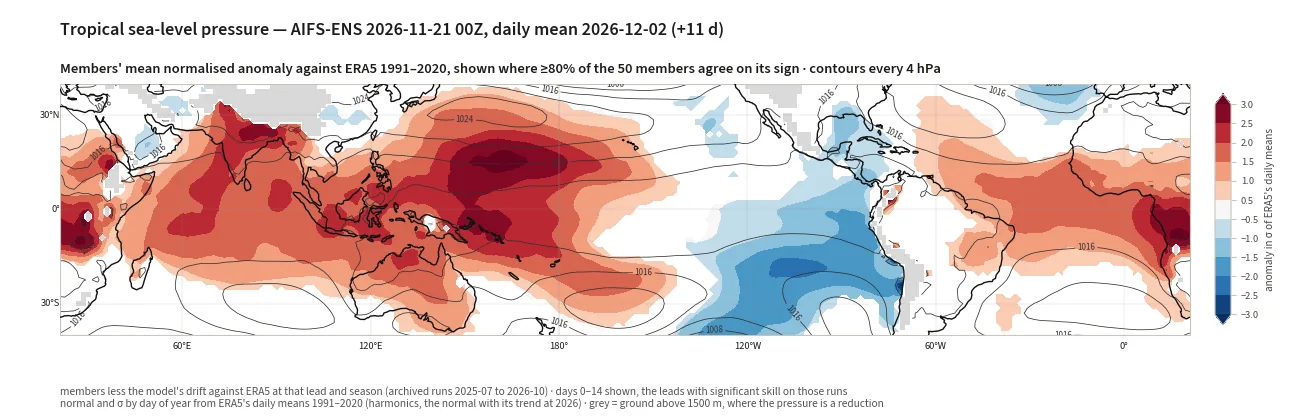 Tropical sea-level pressure — AIFS-ENS 2026-11-21 00Z, daily mean 2026-12-02 (+11 d)
Members' mean normalised anomaly against ERA5 1991–2020, shown where ≥80% of the 50 members agree on its sign · contours every 4 hPa
30°N
0°
30°S
60°E
120°E
180°
120°W
60°W
0°
1016
1016
1016
1016
1024
1024
1016
1016
1016
1016
1016
1016
1008
1016
1016
1016
3.0
2.5
2.0
1.5
1.0
0.5
−0.5
−1.0
−1.5
−2.0
−2.5
−3.0
anomaly in σ of ERA5's daily means
members less the model's drift against ERA5 at that lead and season (archived runs 2025-07 to 2026-10) · days 0–14 shown, the leads with significant skill on those runs
normal and σ by day of year from ERA5's daily means 1991–2020 (harmonics, the normal with its trend at 2026) · grey = ground above 1500 m, where the pressure is a reduction